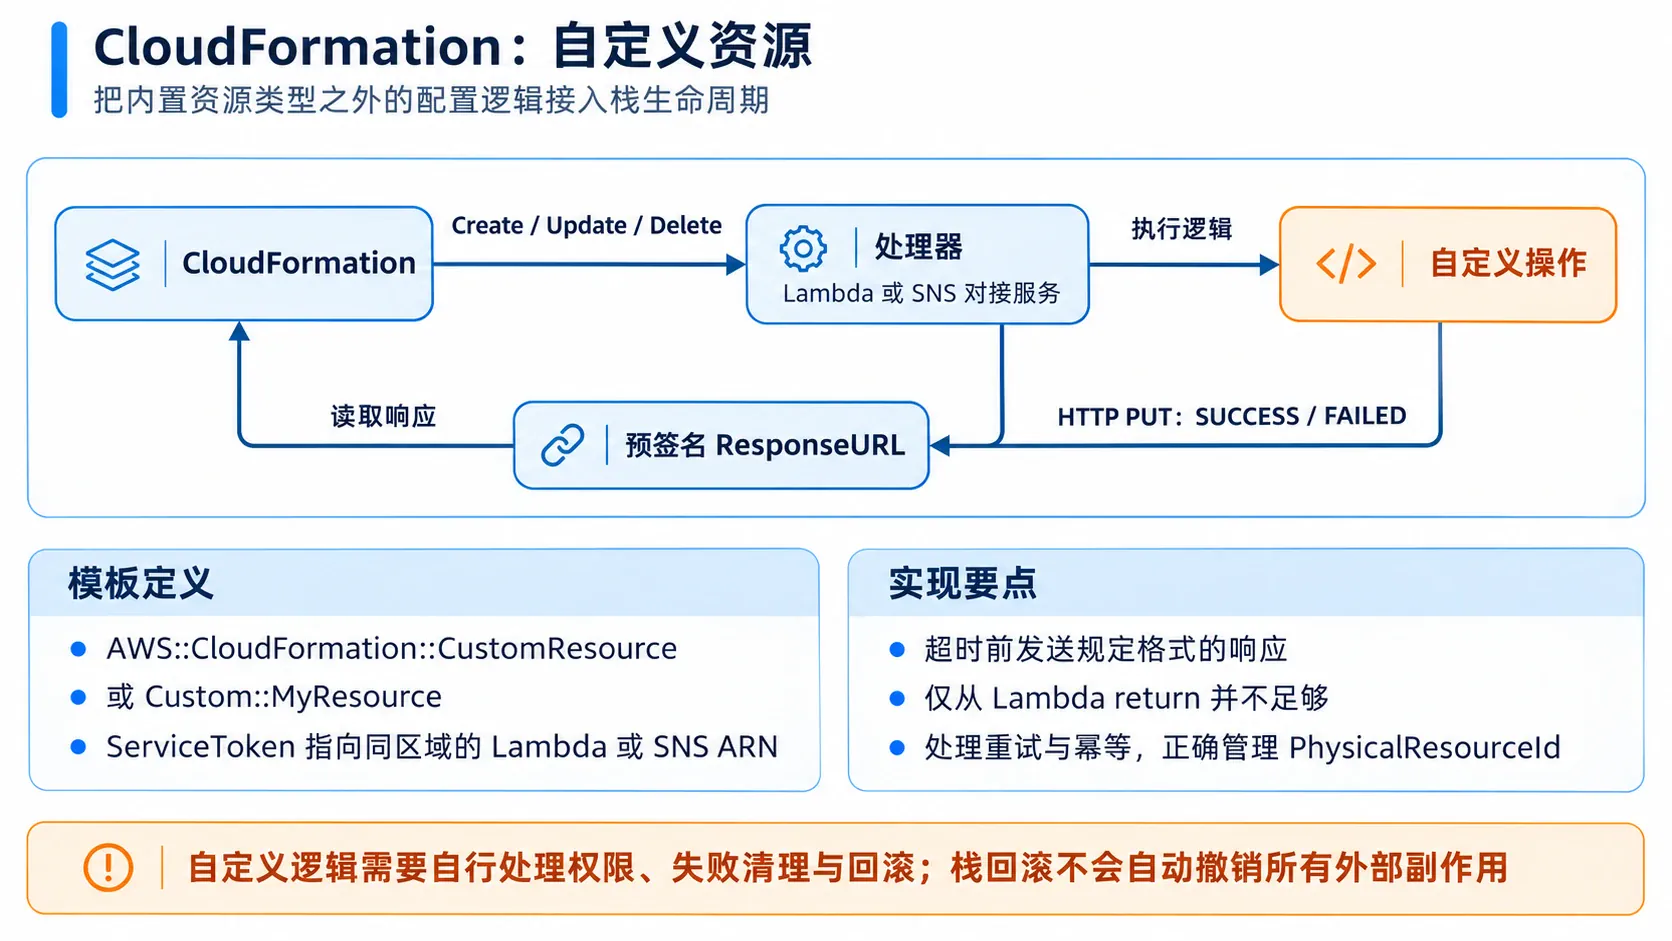 CloudFormation：自定义资源
把内置资源类型之外的配置逻辑接入栈生命周期
CloudFormation
Create / Update / Delete
处理器
Lambda 或 SNS 对接服务
执行逻辑
自定义操作
读取响应
预签名 ResponseURL
HTTP PUT：SUCCESS / FAILED
模板定义
AWS::CloudFormation::CustomResource
或 Custom::MyResource
ServiceToken 指向同区域的 Lambda 或 SNS ARN
实现要点
超时前发送规定格式的响应
仅从 Lambda return 并不足够
处理重试与幂等，正确管理 PhysicalResourceId
自定义逻辑需要自行处理权限、失败清理与回滚；栈回滚不会自动撤销所有外部副作用